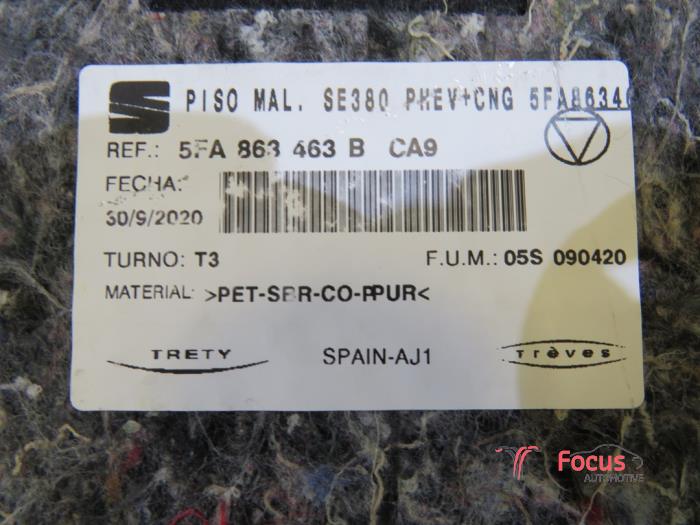 PISO MAL. SE380 PHEV+CNG 5FA86346
REF.: 5FA 863 463 B CA9
FECHA:
30/9/2020
TURNO: T3 F.U.M.: 05S 090420
MATERIAL: >PET-SBR-CO-PPUR<
TRETY SPAIN-AJ1 Trèves
Focus
AUTOMOTIVE